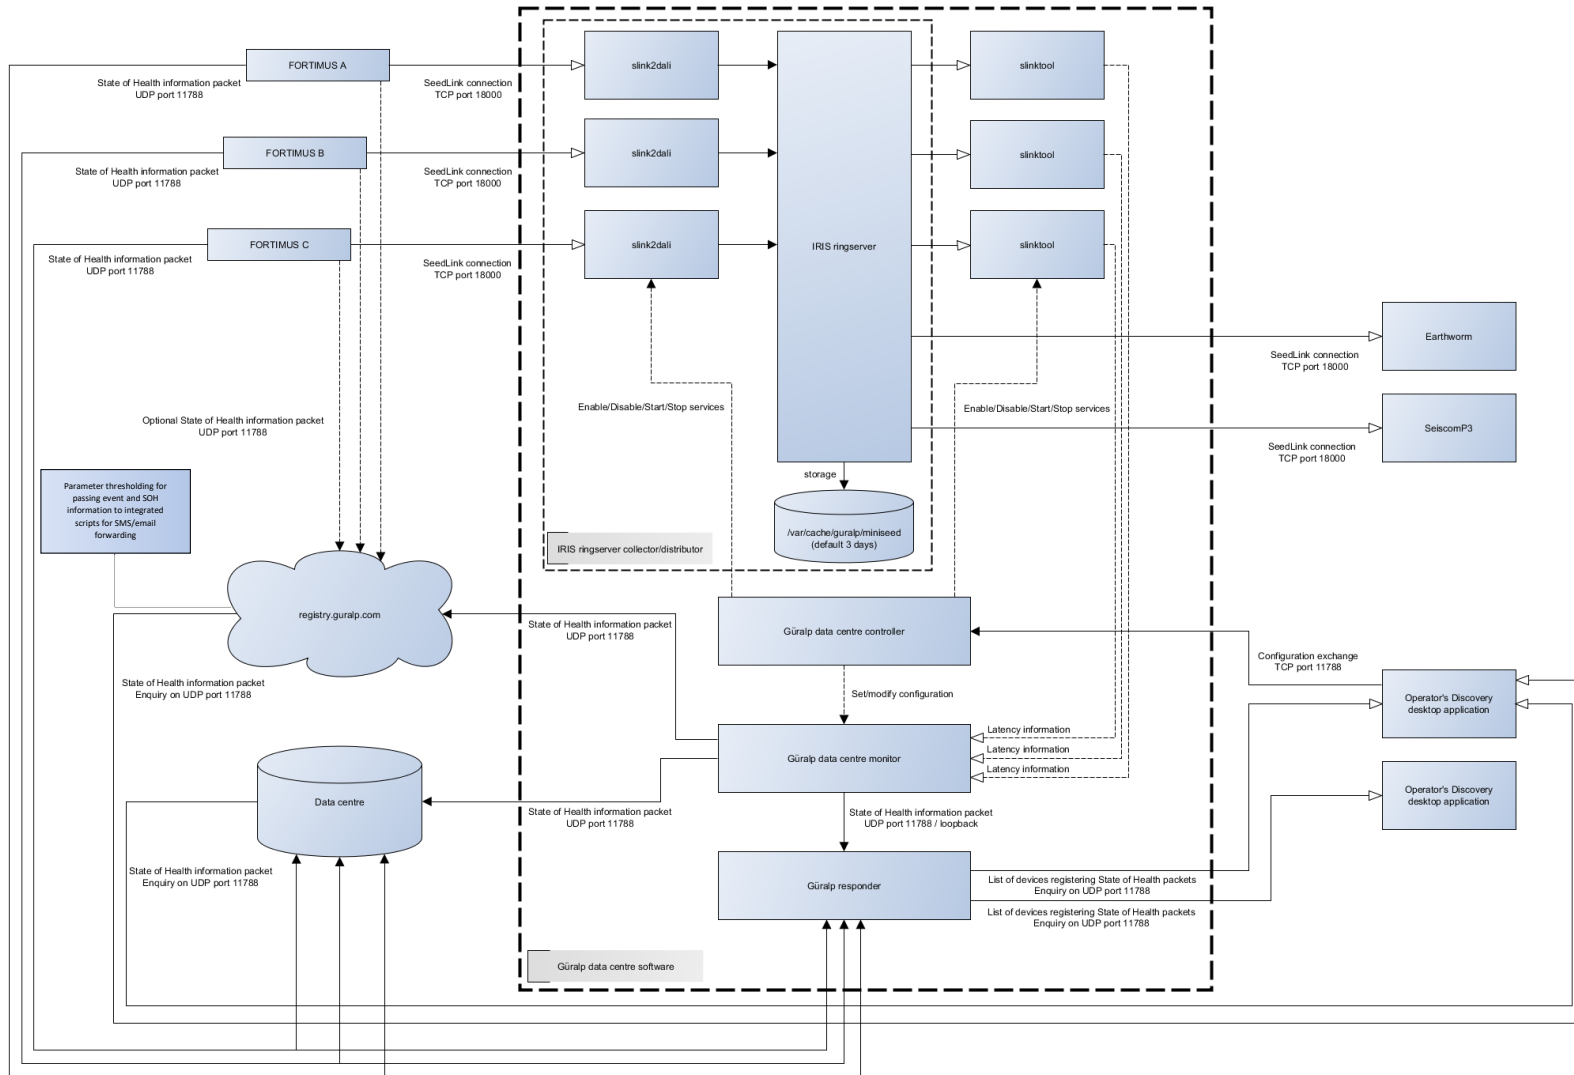 FORTIMUS A
State of Health information packet
UDP port 11788
SeedLink connection
TCP port 18000
slink2dali
slinktool
FORTIMUS B
State of Health information packet
UDP port 11788
SeedLink connection
TCP port 18000
slink2dali
slinktool
FORTIMUS C
State of Health information packet
UDP port 11788
SeedLink connection
TCP port 18000
slink2dali
IRIS ringserver
slinktool
Earthworm
SeedLink connection
TCP port 18000
Optional State of Health information packet
UDP port 11788
Enable/Disable/Start/Stop services
Enable/Disable/Start/Stop services
SeiscomP3
SeedLink connection
TCP port 18000
storage
Parameter thresholding for
passing event and SOH
information to integrated
scripts for SMS/email
forwarding
/var/cache/guralp/miniseed
(default 3 days)
IRIS ringserver collector/distributor
registry.guralp.com
State of Health information packet
UDP port 11788
Güralp data centre controller
Configuration exchange
TCP port 11788
State of Health information packet
Enquiry on UDP port 11788
Set/modify configuration
Operator's Discovery
desktop application
Latency information
Latency information
Latency information
Güralp data centre monitor
Data centre
State of Health information packet
UDP port 11788
State of Health information packet
UDP port 11788 / loopback
Operator's Discovery
desktop application
State of Health information packet
Enquiry on UDP port 11788
Güralp responder
List of devices registering State of Health packets
Enquiry on UDP port 11788
List of devices registering State of Health packets
Enquiry on UDP port 11788
Güralp data centre software